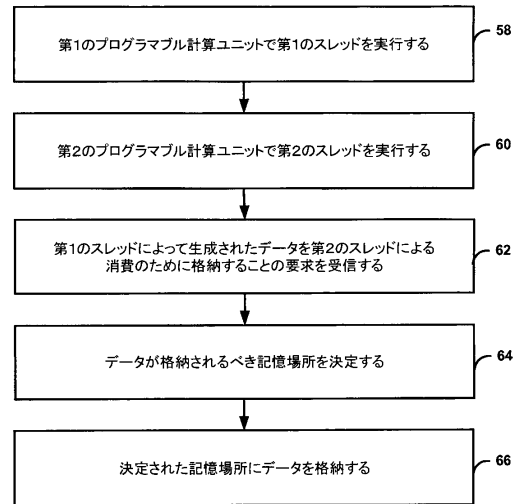 第1のプログラマブル計算ユニットで第1のスレッドを実行する
58
第2のプログラマブル計算ユニットで第2のスレッドを実行する
60
第1のスレッドによって生成されたデータを第2のスレッドによる
消費のために格納することの要求を受信する
62
データが格納されるべき記憶場所を決定する
64
決定された記憶場所にデータを格納する
66